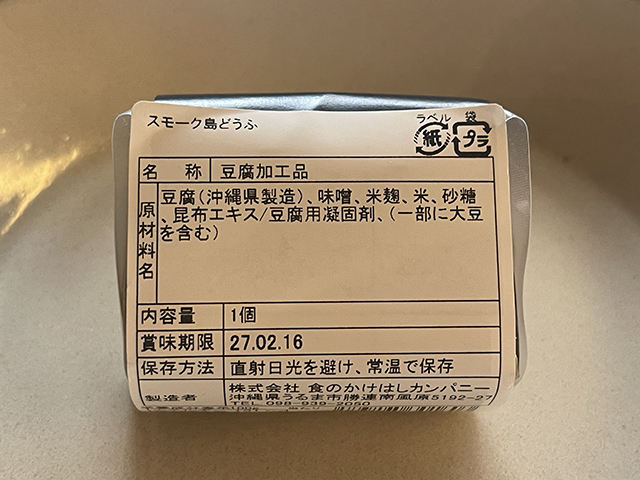 スモーク島どうふ
ラベル 袋
紙 プラ
名 称 豆腐加工品
原材料名 豆腐(沖縄県製造)、味噌、米麹、米、砂糖
、昆布エキス/豆腐用凝固剤、(一部に大豆
を含む)
内容量 1個
賞味期限 27.02.16
保存方法 直射日光を避け、常温で保存
製造者 株式会社 食のかけはしカンパニー
沖縄県うるま市勝連南風原5192-27
TEL 098-939-2050